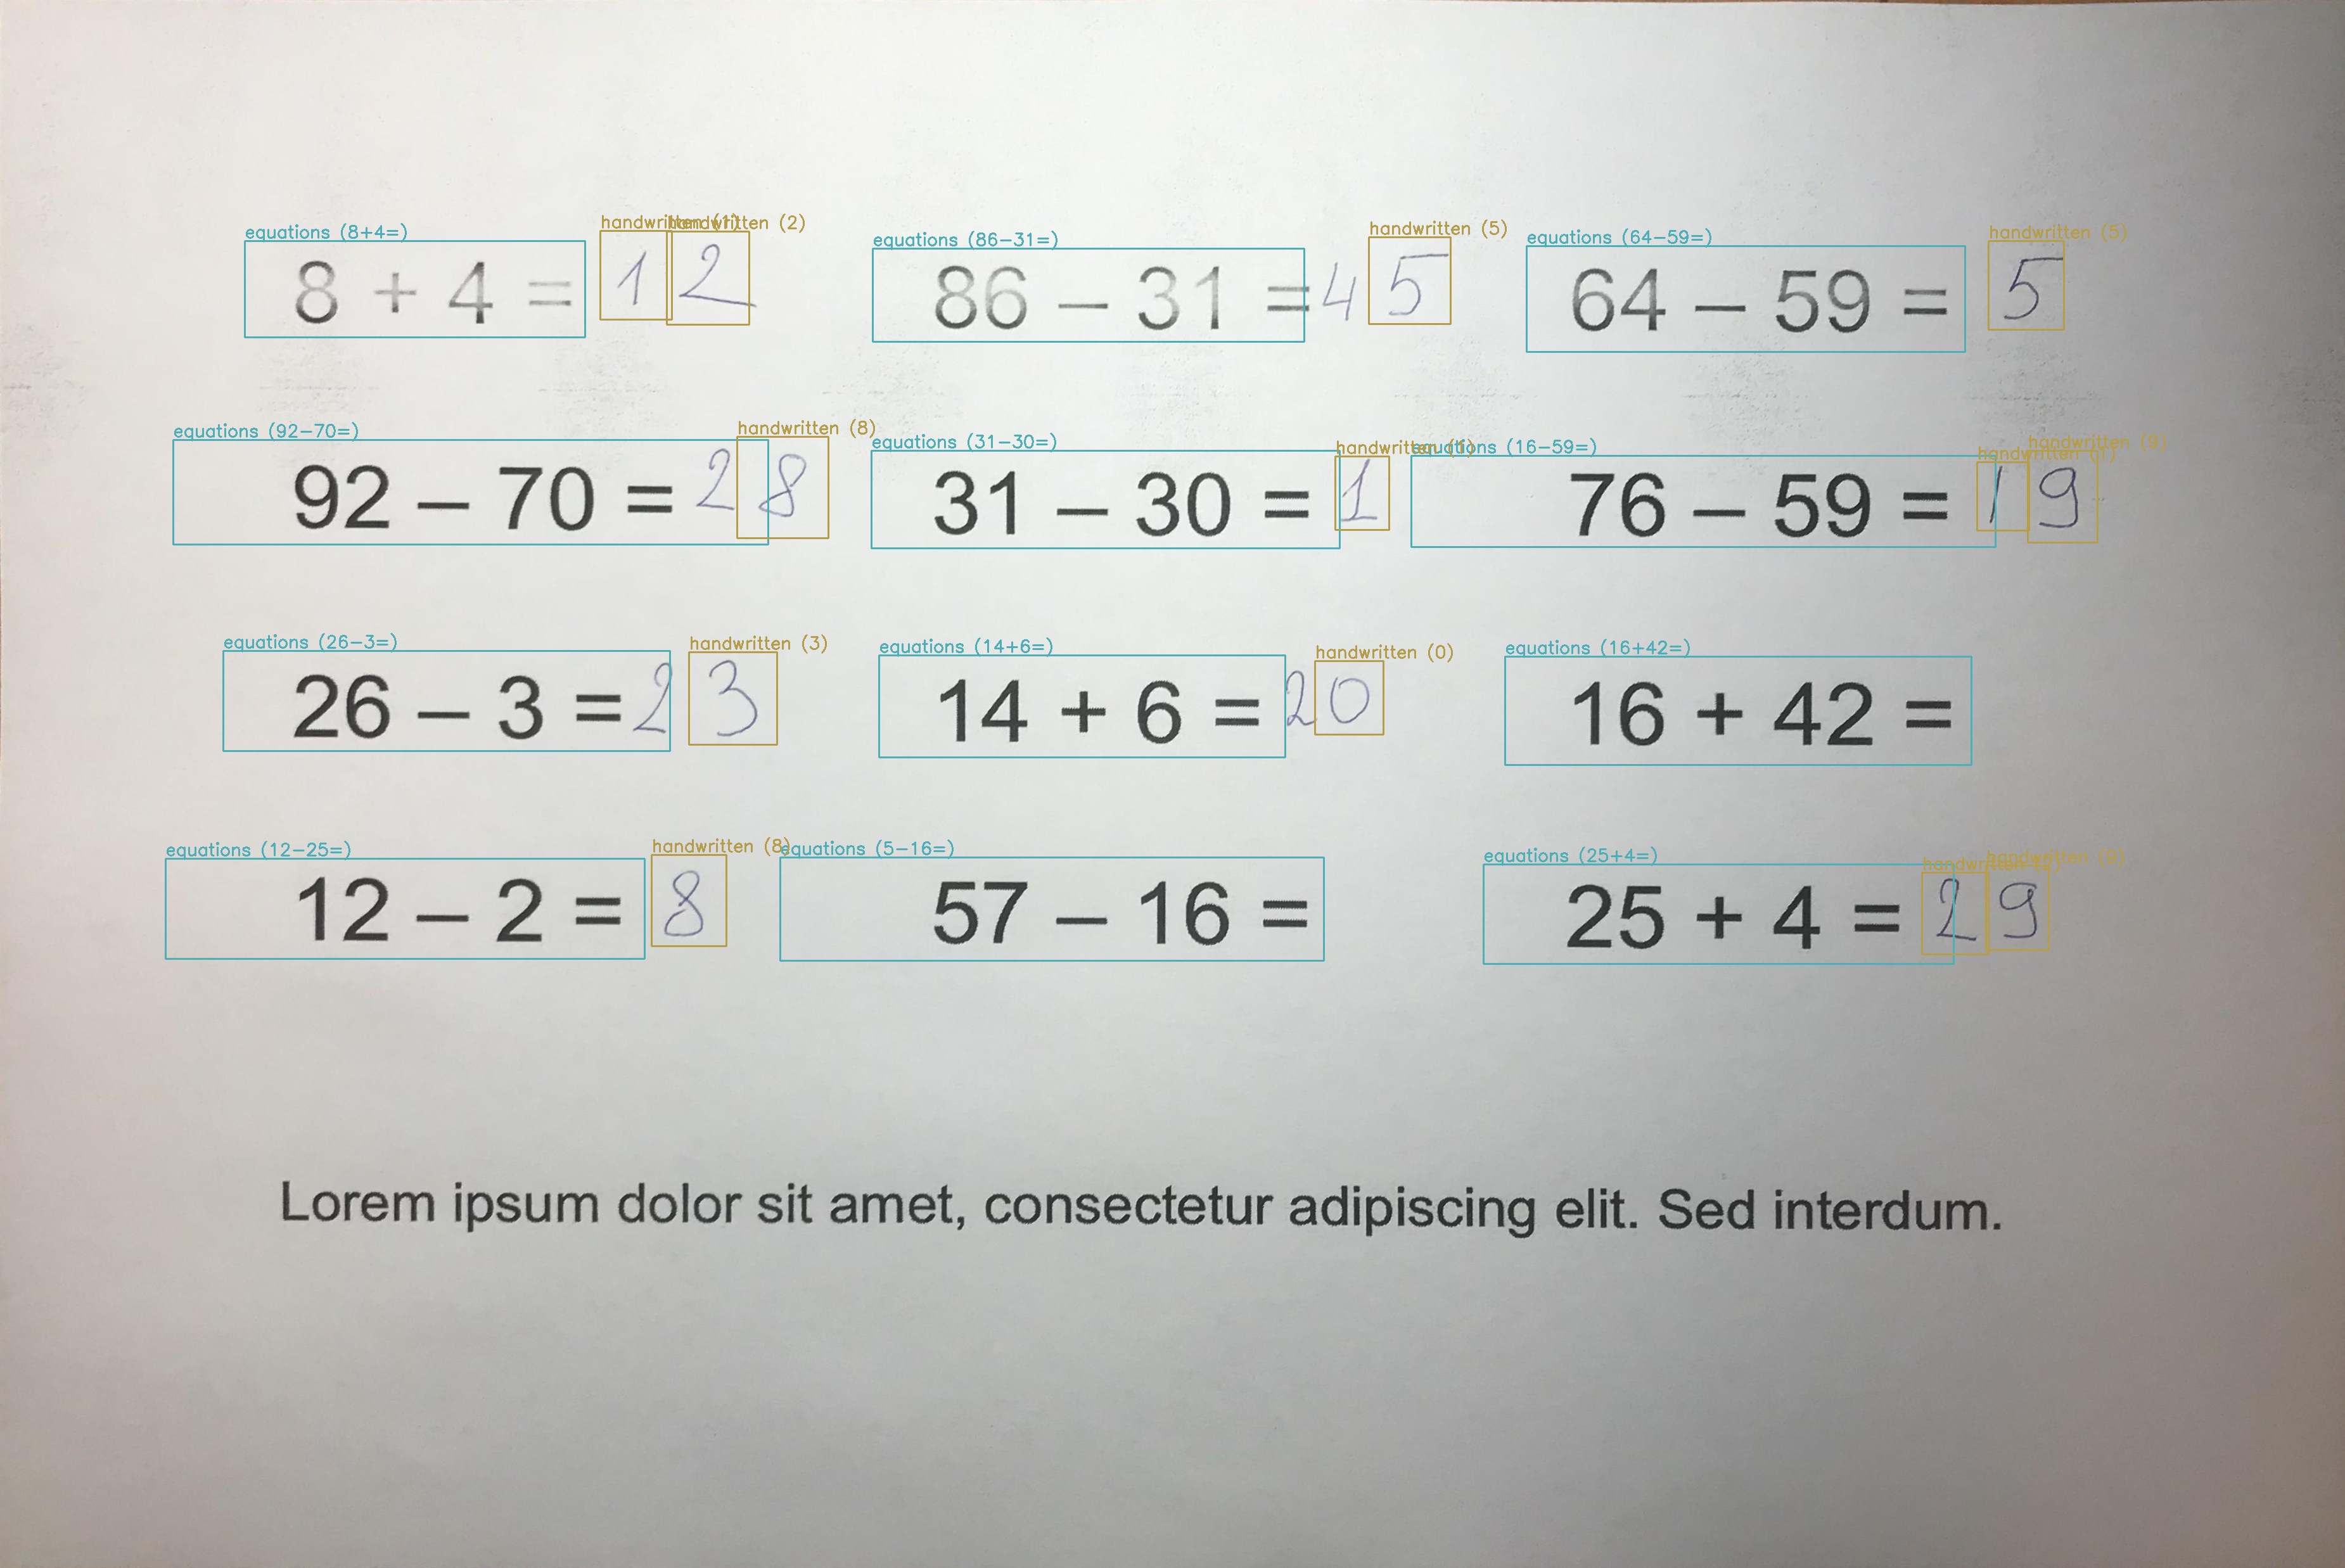 handwritten (1) handwritten (2) handwritten (5) handwritten (5)
equations (8+4=) equations (86-31=) equations (64-59=)
8 + 4 = 12 86 – 31 = 45 64 – 59 = 5
handwritten (8) handwritten (9)
equations (92-70=) equations (31-30=) handwritten (1) equations (16-59=) handwritten (1)
92 – 70 = 28 31 – 30 = 1 76 – 59 = 19
equations (26-3=) handwritten (3) equations (14+6=) handwritten (0) equations (16+42=)
26 – 3 = 23 14 + 6 = 20 16 + 42 =
equations (12-25=) handwritten (8) equations (5-16=) equations (25+4=) handwritten handwritten (0)
12 – 2 = 8 57 – 16 = 25 + 4 = 29
Lorem ipsum dolor sit amet, consectetur adipiscing elit. Sed interdum.